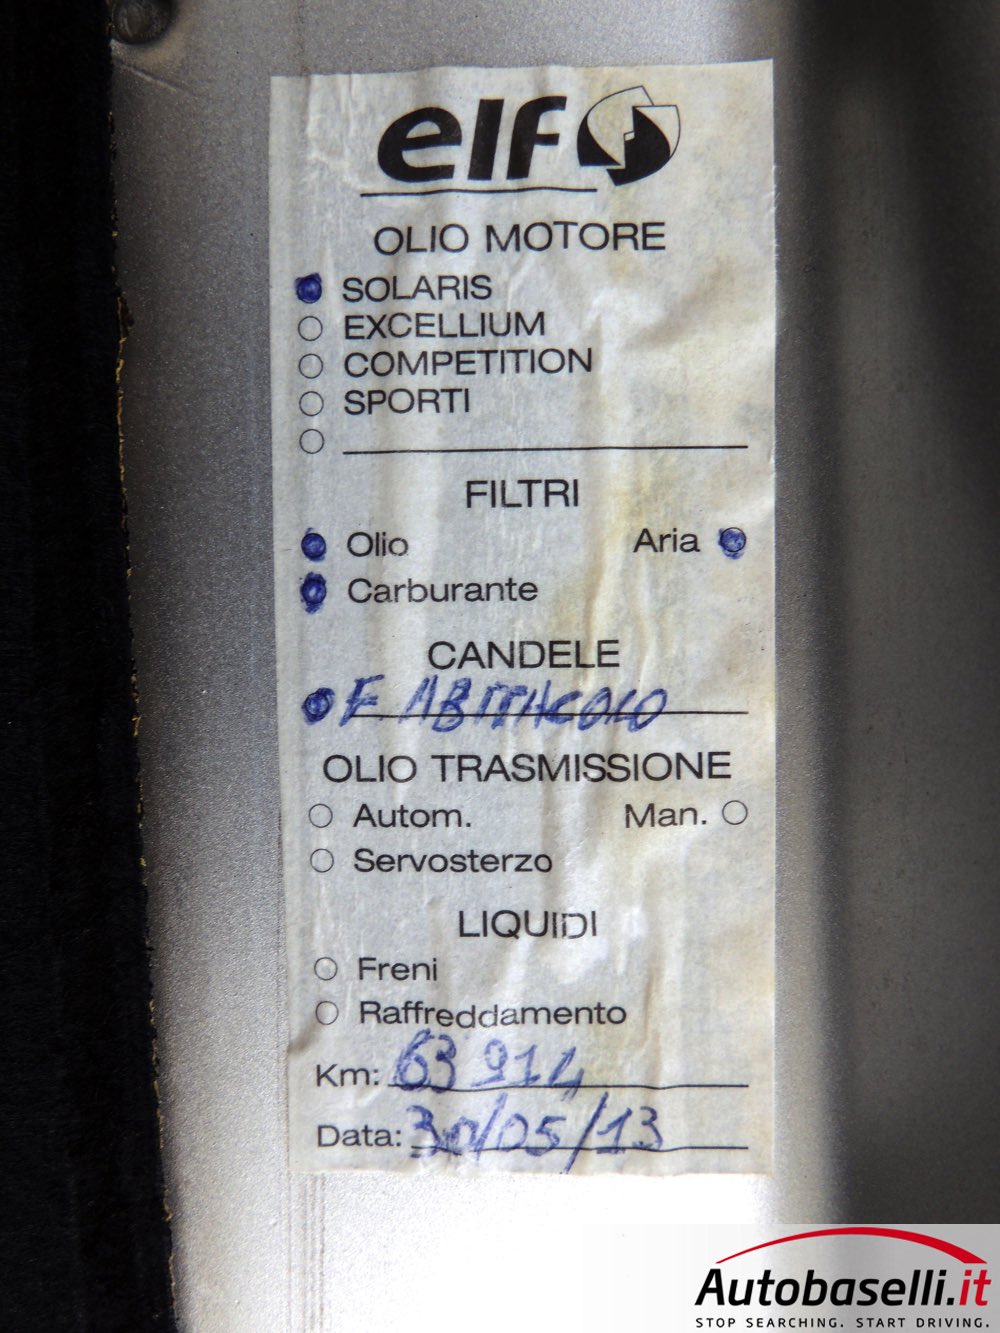 elf
OLIO MOTORE
SOLARIS
EXCELLIUM
COMPETITION
SPORTI
FILTRI
Olio Aria
Carburante
CANDELE
F ABITACOLO
OLIO TRASMISSIONE
Autom. Man.
Servosterzo
LIQUIDI
Freni
Raffreddamento
Km: 63 914
Data: 30/05/13
Autobaselli.it
STOP SEARCHING. START DRIVING.